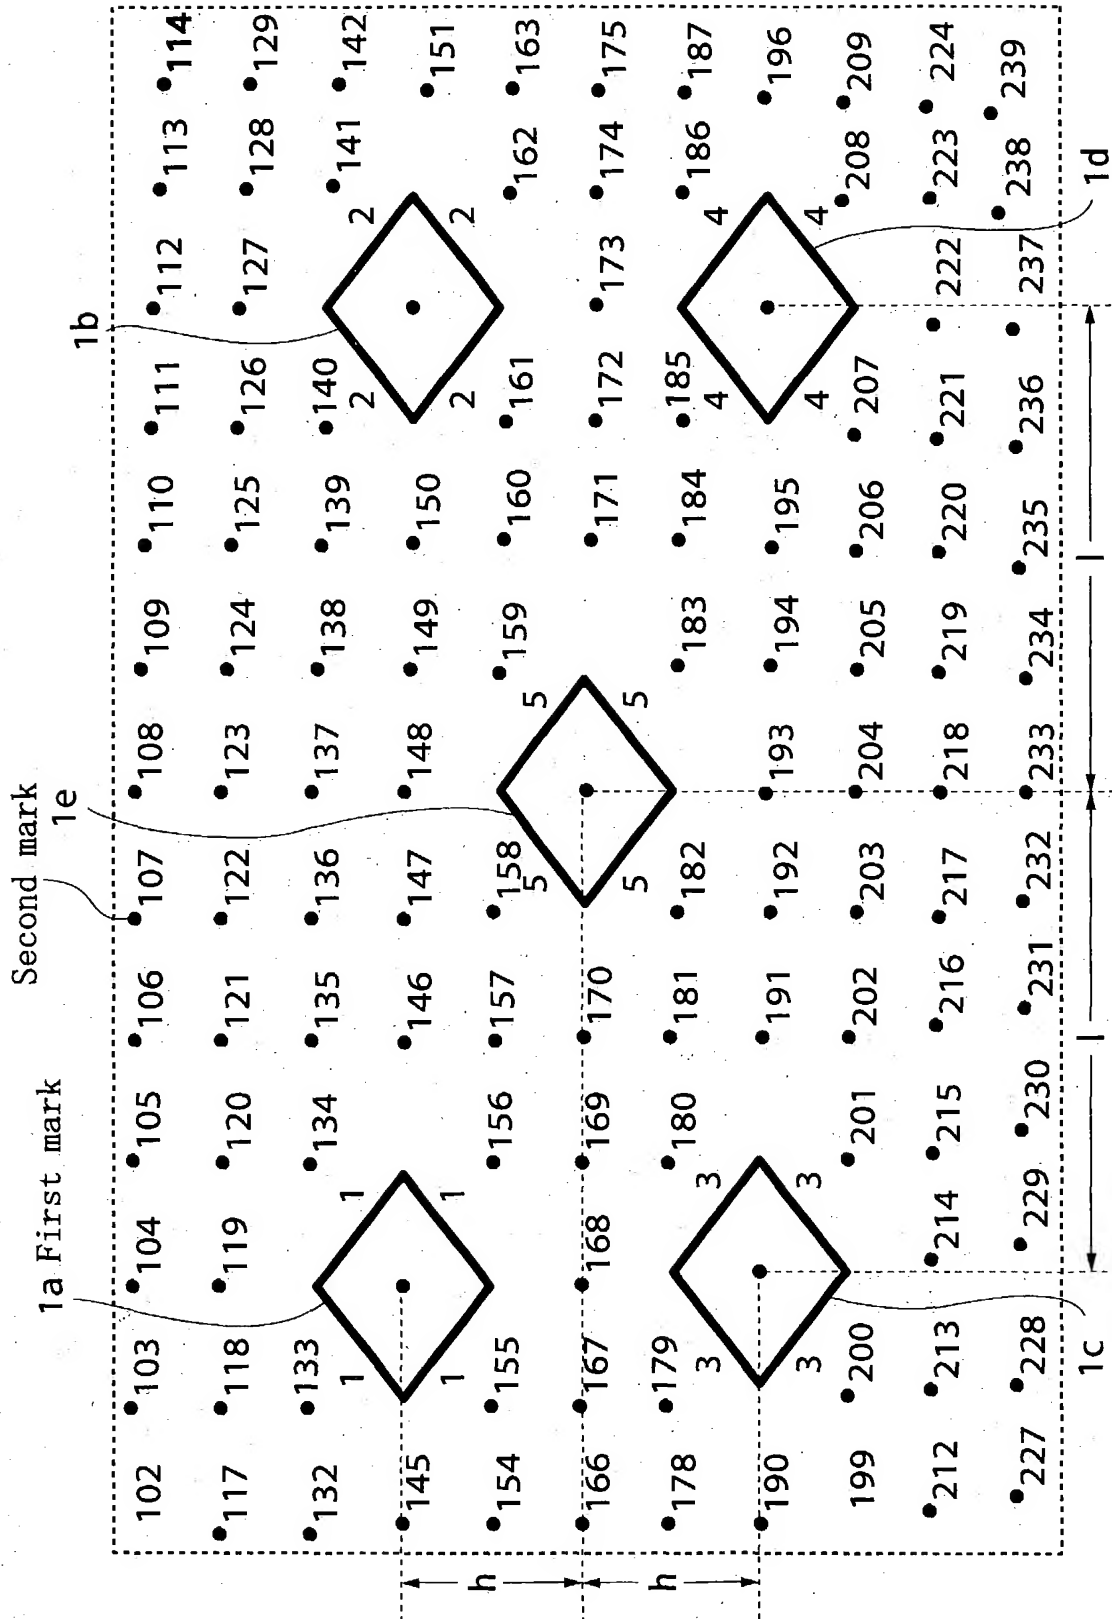 Second mark
1a First mark
1e
1b
102 103 104 105 106 107 108 109 110 111 112 113 114
117 118 119 120 121 122 123 124 125 126 127 128 129
132 133 134 135 136 137 138 139 140 141 142
1 1 2 2
145 146 147 148 149 150 151
1 1 2 2
154 155 156 157 158 159 160 161 162 163
5 5
h
166 167 168 169 170 171 172 173 174 175
5 5
h
178 179 180 181 182 183 184 185 186 187
3 3 4 4
190 191 192 193 194 195 196
3 3 4 4
199 200 201 202 203 204 205 206 207 208 209
212 213 214 215 216 217 218 219 220 221 222 223 224
227 228 229 230 231 232 233 234 235 236 237 238 239
l l
1c 1d